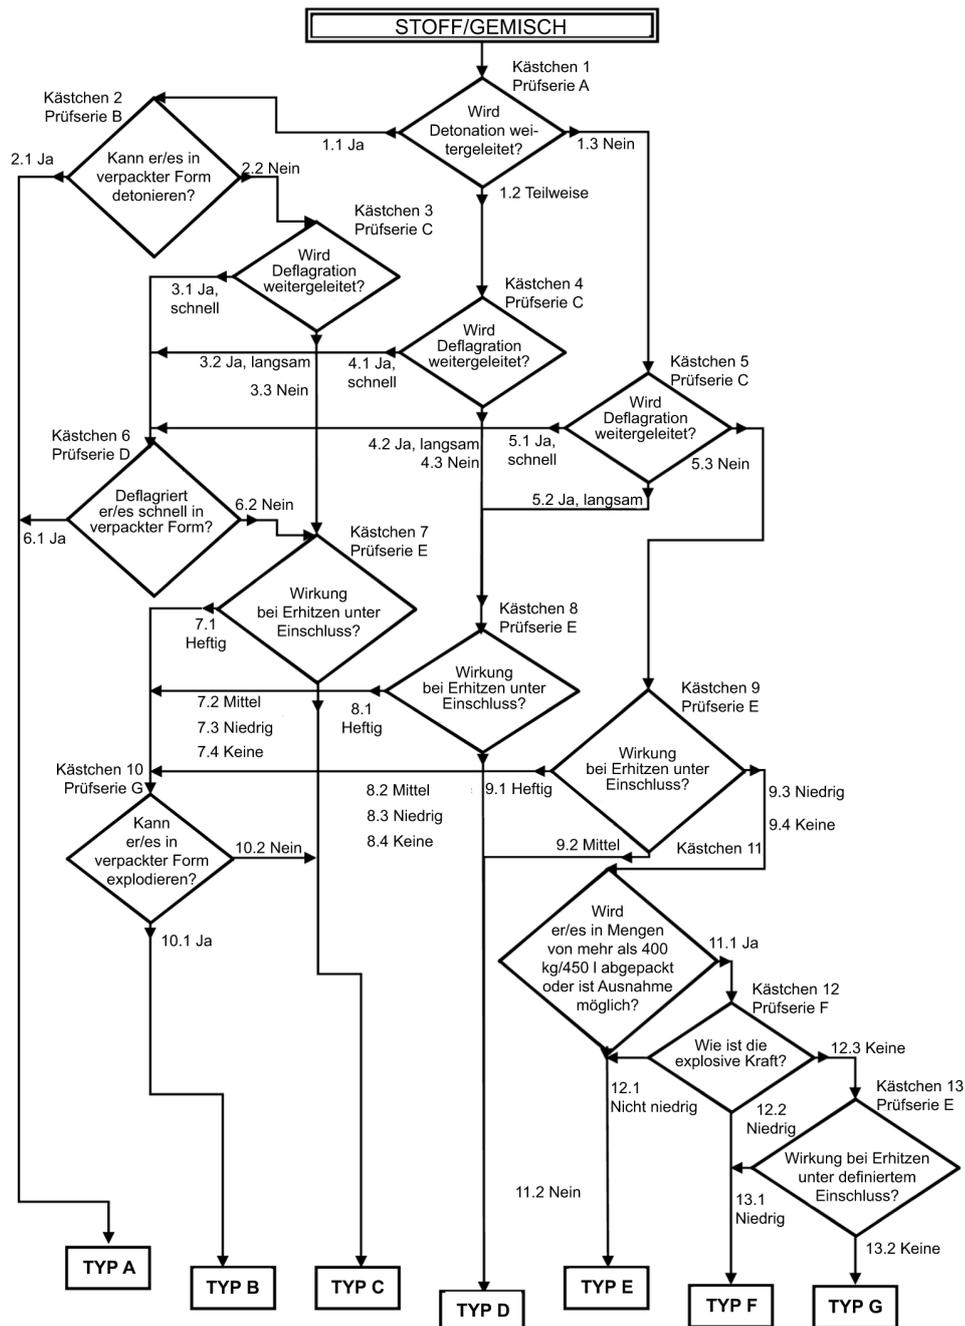 STOFF/GEMISCH
Kästchen 1
Prüfserie A
Wird
Detonation wei-
tergeleitet?
1.1 Ja
1.3 Nein
1.2 Teilweise
Kästchen 2
Prüfserie B
2.1 Ja
Kann er/es in
verpackter Form
detonieren?
2.2 Nein
Kästchen 3
Prüfserie C
Wird
Deflagration
weitergeleitet?
3.1 Ja,
schnell
3.2 Ja, langsam
3.3 Nein
Kästchen 4
Prüfserie C
Wird
Deflagration
weitergeleitet?
4.1 Ja,
schnell
4.2 Ja, langsam
4.3 Nein
Kästchen 5
Prüfserie C
Wird
Deflagration
weitergeleitet?
5.1 Ja,
schnell
5.3 Nein
5.2 Ja, langsam
Kästchen 6
Prüfserie D
Deflagriert
er/es schnell in
verpackter Form?
6.1 Ja
6.2 Nein
Kästchen 7
Prüfserie E
Wirkung
bei Erhitzen unter
Einschluss?
7.1
Heftig
7.2 Mittel
7.3 Niedrig
7.4 Keine
Kästchen 8
Prüfserie E
Wirkung
bei Erhitzen unter
Einschluss?
8.1
Heftig
8.2 Mittel
8.3 Niedrig
8.4 Keine
Kästchen 9
Prüfserie E
Wirkung
bei Erhitzen unter
Einschluss?
9.1 Heftig
9.3 Niedrig
9.4 Keine
9.2 Mittel
Kästchen 10
Prüfserie G
Kann
er/es in
verpackter Form
explodieren?
10.2 Nein
10.1 Ja
Kästchen 11
Wird
er/es in Mengen
von mehr als 400
kg/450 l abgepackt
oder ist Ausnahme
möglich?
11.1 Ja
11.2 Nein
Kästchen 12
Prüfserie F
Wie ist die
explosive Kraft?
12.1
Nicht niedrig
12.2
Niedrig
12.3 Keine
Kästchen 13
Prüfserie E
Wirkung bei Erhitzen
unter definiertem
Einschluss?
13.1
Niedrig
13.2 Keine
TYP A
TYP B
TYP C
TYP D
TYP E
TYP F
TYP G